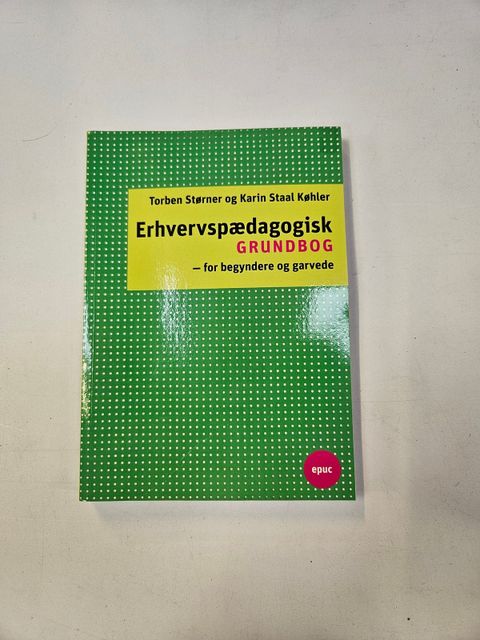 Torben Størner og Karin Staal Køhler
Erhvervspædagogisk
GRUNDBOG
– for begyndere og garvede
epuc